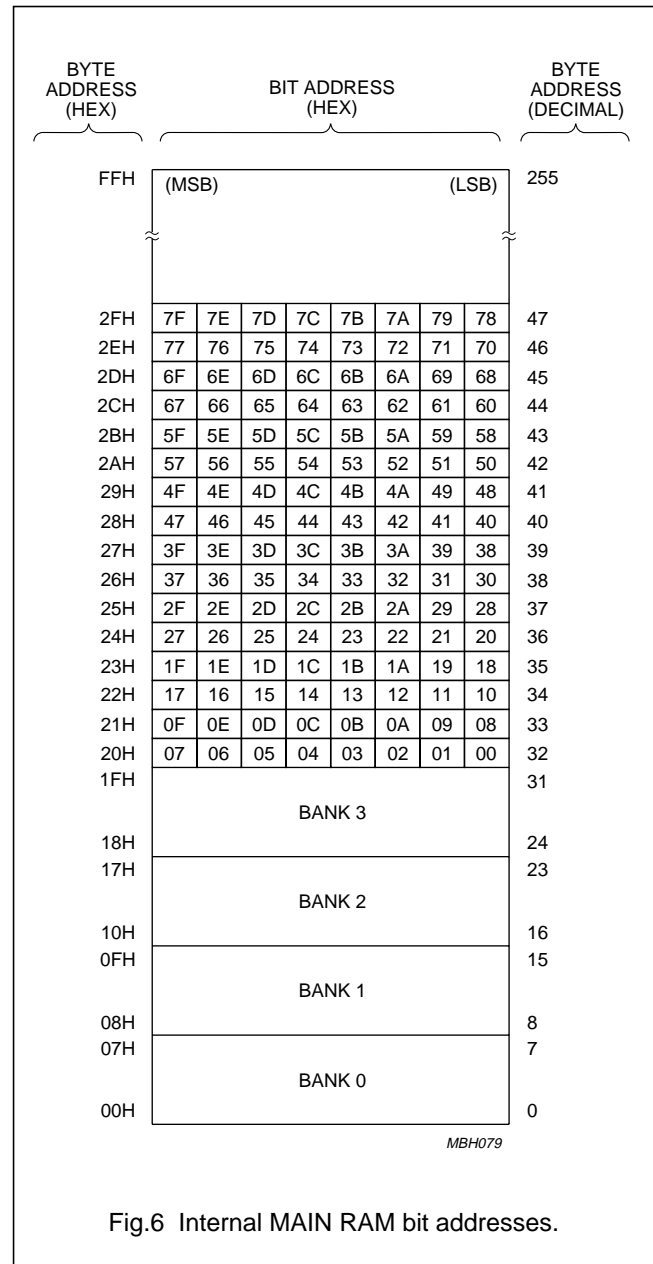 BYTE ADDRESS (HEX)
BIT ADDRESS (HEX)
BYTE ADDRESS (DECIMAL)
FFH (MSB) (LSB) 255
2FH 7F 7E 7D 7C 7B 7A 79 78 47
2EH 77 76 75 74 73 72 71 70 46
2DH 6F 6E 6D 6C 6B 6A 69 68 45
2CH 67 66 65 64 63 62 61 60 44
2BH 5F 5E 5D 5C 5B 5A 59 58 43
2AH 57 56 55 54 53 52 51 50 42
29H 4F 4E 4D 4C 4B 4A 49 48 41
28H 47 46 45 44 43 42 41 40 40
27H 3F 3E 3D 3C 3B 3A 39 38 39
26H 37 36 35 34 33 32 31 30 38
25H 2F 2E 2D 2C 2B 2A 29 28 37
24H 27 26 25 24 23 22 21 20 36
23H 1F 1E 1D 1C 1B 1A 19 18 35
22H 17 16 15 14 13 12 11 10 34
21H 0F 0E 0D 0C 0B 0A 09 08 33
20H 07 06 05 04 03 02 01 00 32
1FH 31
BANK 3
18H 24
17H 23
BANK 2
10H 16
0FH 15
BANK 1
08H 8
07H 7
BANK 0
00H 0
MBH079
Fig.6 Internal MAIN RAM bit addresses.